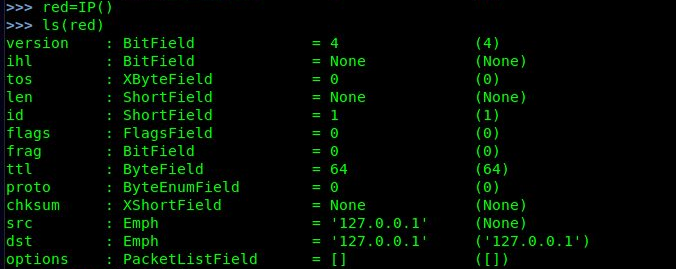 >>> red=IP()
>>> ls(red)
version    : BitField             = 4               (4)
ihl        : BitField             = None            (None)
tos        : XByteField           = 0               (0)
len        : ShortField           = None            (None)
id         : ShortField           = 1               (1)
flags      : FlagsField           = 0               (0)
frag       : BitField             = 0               (0)
ttl        : ByteField            = 64              (64)
proto      : ByteEnumField        = 0               (0)
chksum     : XShortField          = None            (None)
src        : Emph                 = '127.0.0.1'     (None)
dst        : Emph                 = '127.0.0.1'     ('127.0.0.1')
options    : PacketListField      = []              ([])